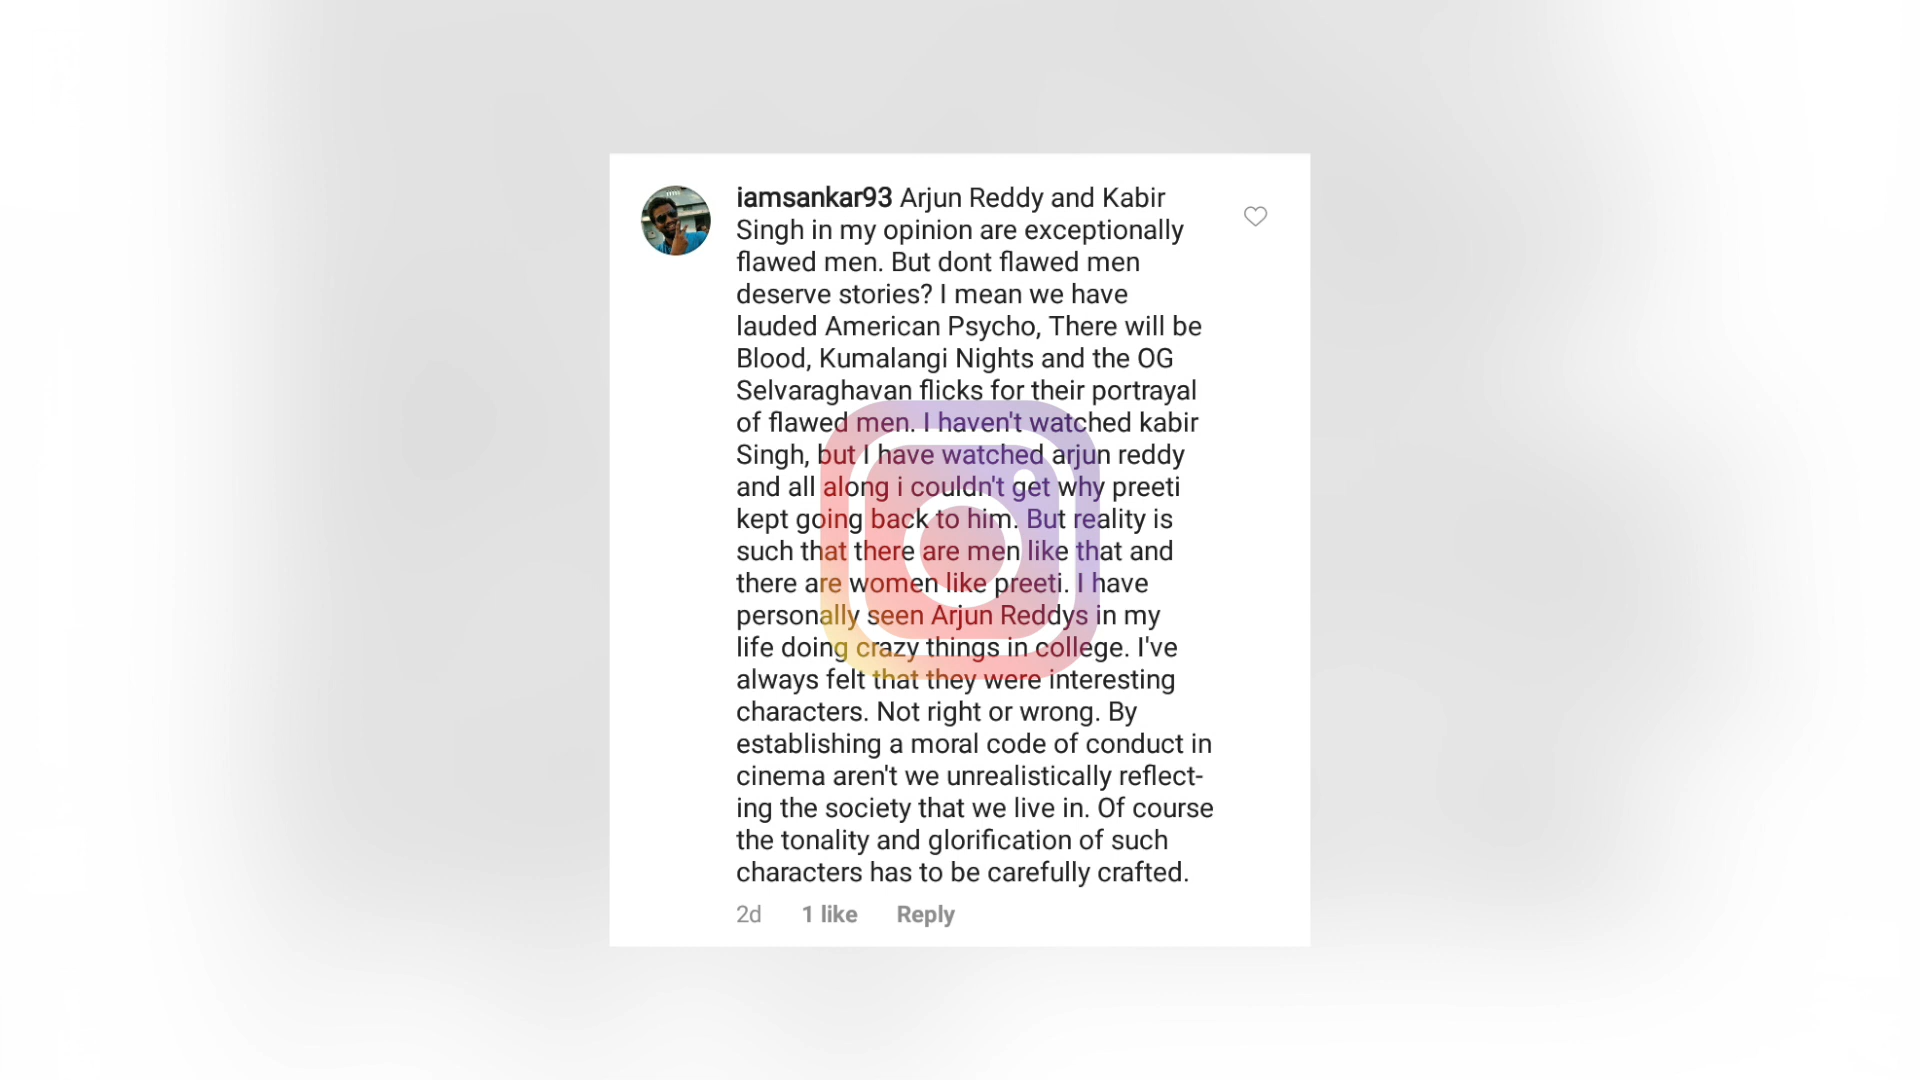 iamsankar93 Arjun Reddy and Kabir
Singh in my opinion are exceptionally
flawed men. But dont flawed men
deserve stories? I mean we have
lauded American Psycho, There will be
Blood, Kumalangi Nights and the OG
Selvaraghavan flicks for their portrayal
of flawed men. I haven't watched kabir
Singh, but I have watched arjun reddy
and all along i couldn't get why preeti
kept going back to him. But reality is
such that there are men like that and
there are women like preeti. I have
personally seen Arjun Reddys in my
life doing crazy things in college. I've
always felt that they were interesting
characters. Not right or wrong. By
establishing a moral code of conduct in
cinema aren't we unrealistically reflect-
ing the society that we live in. Of course
the tonality and glorification of such
characters has to be carefully crafted.
2d 1 like Reply